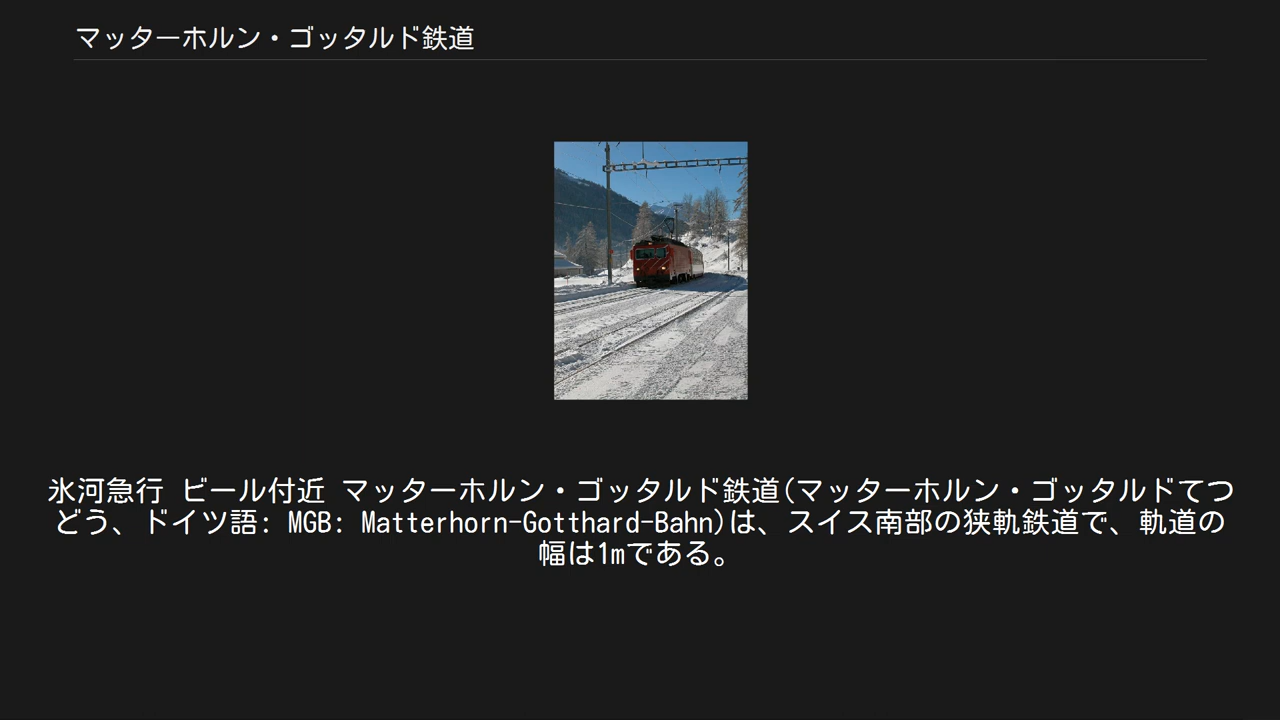 マッターホルン・ゴッタルド鉄道
氷河急行 ビール付近 マッターホルン・ゴッタルド鉄道(マッターホルン・ゴッタルドてつ
どう、ドイツ語: MGB: Matterhorn-Gotthard-Bahn)は、スイス南部の狭軌鉄道で、軌道の
幅は1mである。